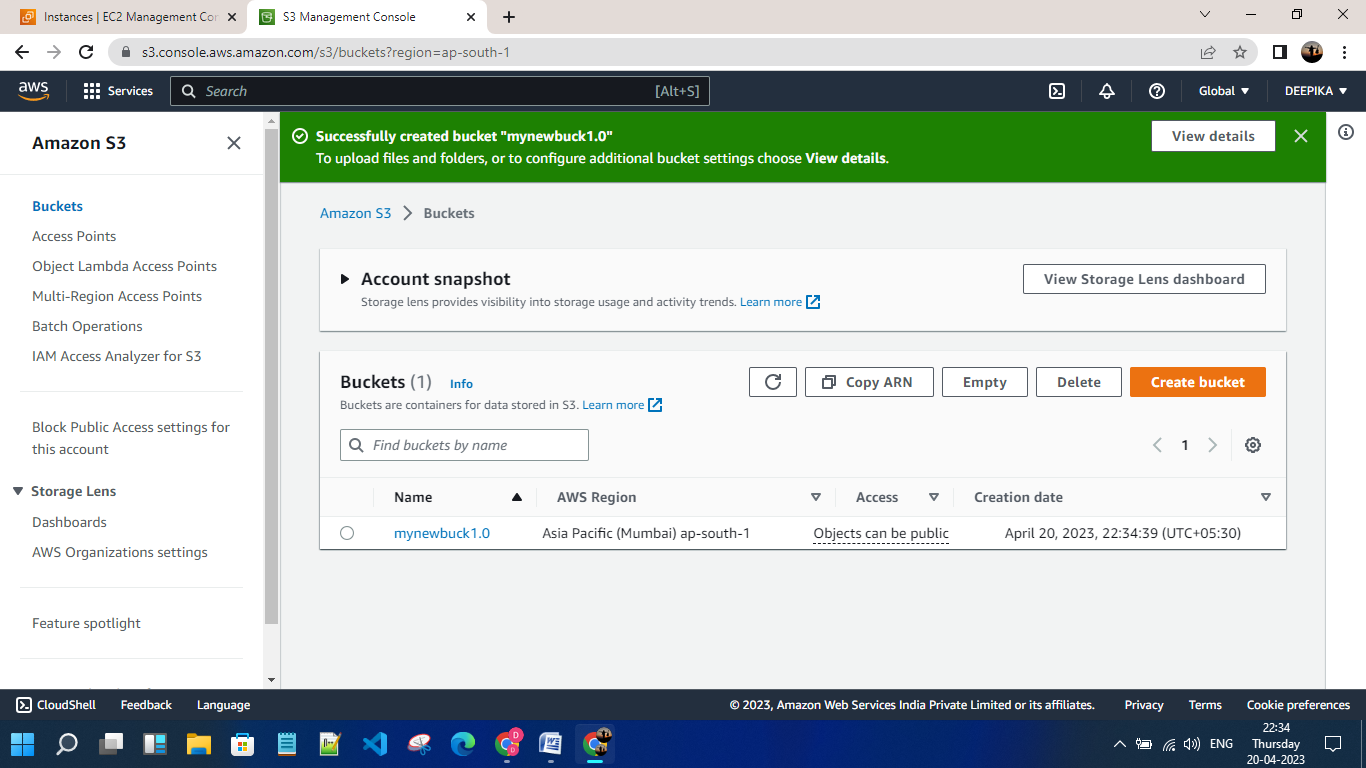 Instances | EC2 Management Con
S3 Management Console
s3.console.aws.amazon.com/s3/buckets?region=ap-south-1
aws
Services
Search
[Alt+S]
Global
DEEPIKA
Amazon S3
Buckets
Access Points
Object Lambda Access Points
Multi-Region Access Points
Batch Operations
IAM Access Analyzer for S3
Block Public Access settings for
this account
Storage Lens
Dashboards
AWS Organizations settings
Feature spotlight
Successfully created bucket "mynewbuck1.0"
To upload files and folders, or to configure additional bucket settings choose View details.
View details
Amazon S3 Buckets
Account snapshot
Storage lens provides visibility into storage usage and activity trends. Learn more
View Storage Lens dashboard
Buckets (1) Info
Buckets are containers for data stored in S3. Learn more
Copy ARN
Empty
Delete
Create bucket
Find buckets by name
1
Name AWS Region Access Creation date
mynewbuck1.0 Asia Pacific (Mumbai) ap-south-1 Objects can be public April 20, 2023, 22:34:39 (UTC+05:30)
CloudShell Feedback Language
© 2023, Amazon Web Services India Private Limited or its affiliates. Privacy Terms Cookie preferences
D
D
ENG
22:34
Thursday
20-04-2023